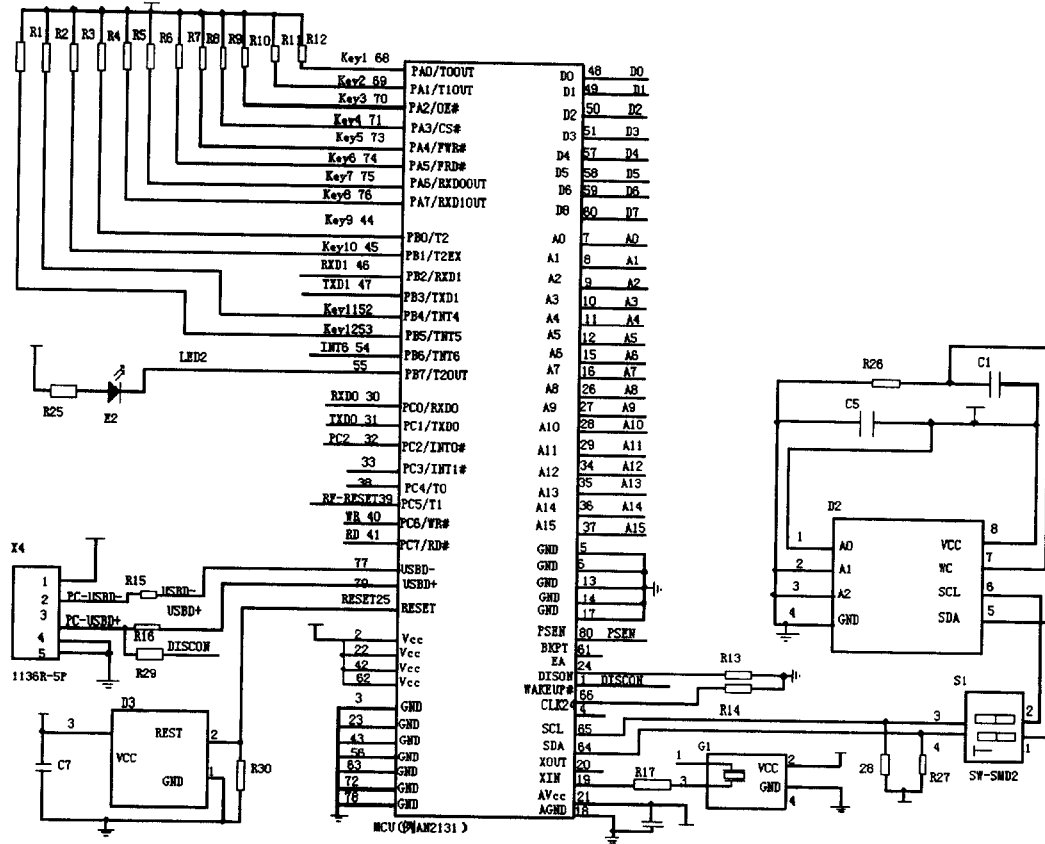 R1 R2 R3 R4 R5 R6 R7 R8 R9 R10 R11 R12
Key1 68 PA0/T0OUT
Key2 69 PA1/T1OUT
Key3 70 PA2/OE#
Key4 71 PA3/CS#
Key5 73 PA4/FWR#
Key6 74 PA5/FRD#
Key7 75 PA6/RXD0OUT
Key8 76 PA7/RXD1OUT
Key9 44 PB0/T2
Key10 45 PB1/T2EX
RXD1 46 PB2/RXD1
TXD1 47 PB3/TXD1
Key1152 PB4/TNT4
Key1253 PB5/TNT5
INT6 54 PB6/TNT6
LED2 55 PB7/T2OUT
R25 E2
RXD0 30 PC0/RXD0
TXD0 31 PC1/TXD0
PC2 32 PC2/INT0#
33 PC3/INT1#
38 PC4/T0
RF-RESET39 PC5/T1
WR 40 PC6/WR#
RD 41 PC7/RD#
77 USBD-
79 USBD+
RESET25 RESET
2 Vcc
22 Vcc
42 Vcc
62 Vcc
3 GND
23 GND
43 GND
56 GND
63 GND
72 GND
78 GND
D0 48 D0
D1 49 D1
D2 50 D2
D3 51 D3
D4 57 D4
D5 58 D5
D6 59 D6
D8 60 D7
A0 7 A0
A1 8 A1
A2 9 A2
A3 10 A3
A4 11 A4
A5 12 A5
A6 15 A6
A7 16 A7
A8 26 A8
A9 27 A9
A10 28 A10
A11 29 A11
A12 34 A12
A13 35 A13
A14 36 A14
A15 37 A15
GND 5
GND 6
GND 13
GND 14
GND 17
PSEN 80 PSEN
BKPT 61
EA 24
DISON 1 DISCON
WAKEUP# 66
CLK24 4
SCL 65
SDA 64
XOUT 20
XIN 19
AVcc 21
AGND 18
X4
1
2
3
4
5
1136R-5P
PC-USBD- R15 USBD-
PC-USBD+ R16 USBD+
R29 DISCON
D3
3 VCC
REST 2
GND 1
C7 R30
R13
R14
R17
G1
1
3
VCC 2
GND 4
28 R27
S1
3 2
4 1
SW-SMD2
R26 C1
C5
D2
1 A0
2 A1
3 A2
4 GND
VCC 8
WC 7
SCL 6
SDA 5